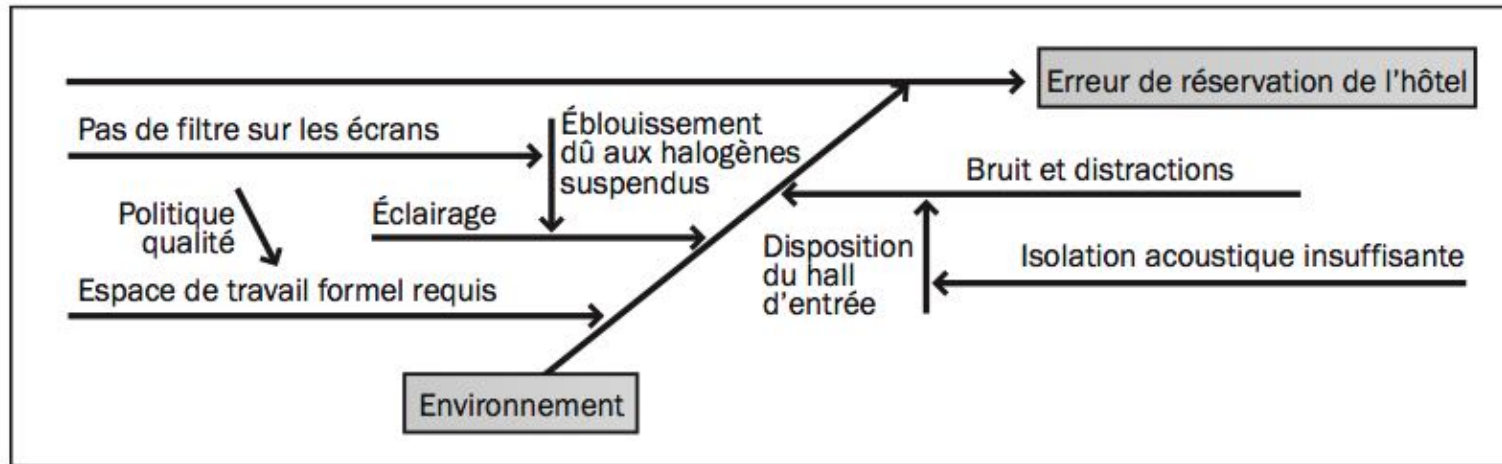 Erreur de réservation de l'hôtel
Pas de filtre sur les écrans
Éblouissement
dû aux halogènes
suspendus
Bruit et distractions
Politique
qualité
Éclairage
Disposition
du hall
d'entrée
Isolation acoustique insuffisante
Espace de travail formel requis
Environnement